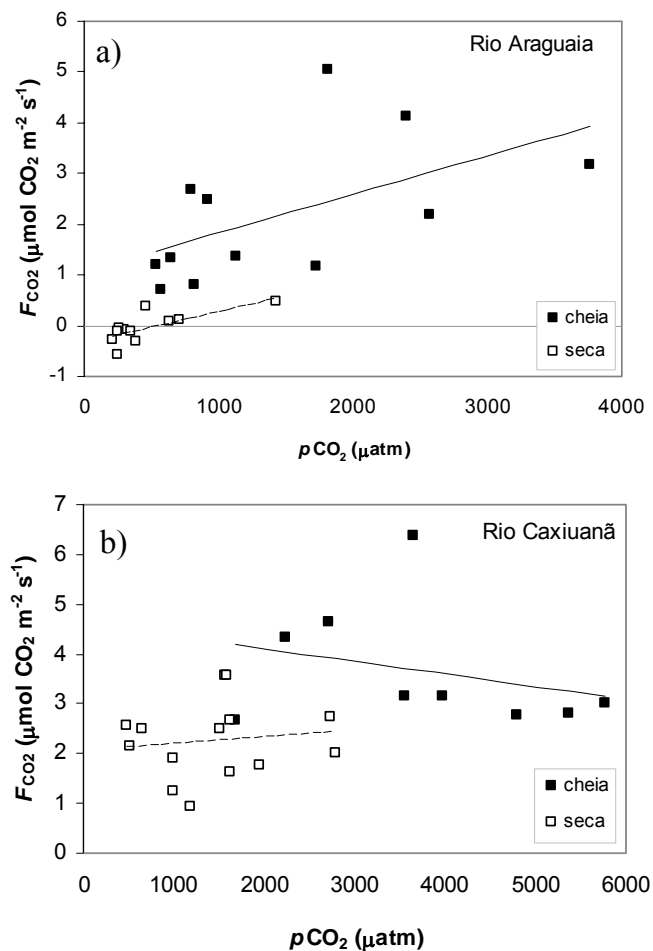 a)
Rio Araguaia
6
5
4
3
2
1
0
-1
F_CO2 (µmol CO₂ m⁻² s⁻¹)
cheia
seca
0 1000 2000 3000 4000
pCO₂ (µatm)
b)
Rio Caxiuanã
7
6
5
4
3
2
1
0
F_CO2 (µmol CO₂ m⁻² s⁻¹)
cheia
seca
0 1000 2000 3000 4000 5000 6000
pCO₂ (µatm)